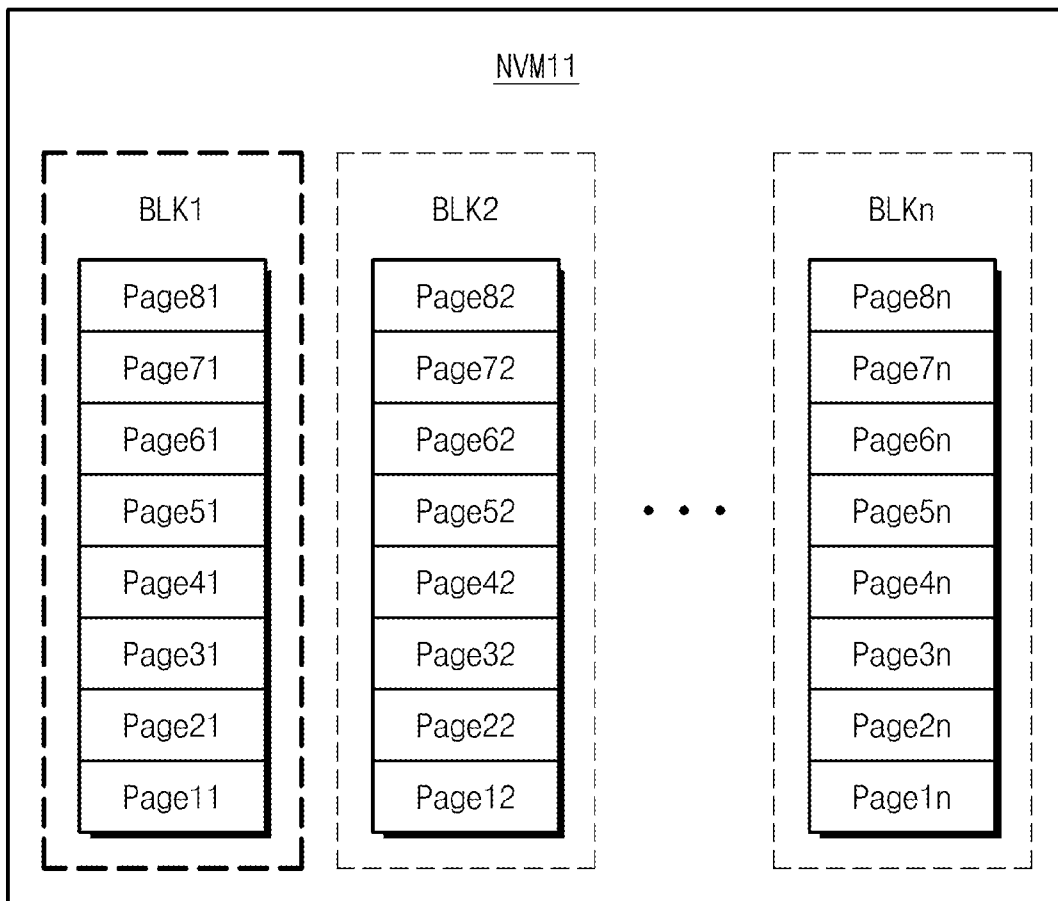 NVM11
BLK1 BLK2 BLKn
Page81 Page82 Page8n
Page71 Page72 Page7n
Page61 Page62 Page6n
Page51 Page52 • • • Page5n
Page41 Page42 Page4n
Page31 Page32 Page3n
Page21 Page22 Page2n
Page11 Page12 Page1n